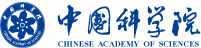 中国科学院
CHINESE ACADEMY OF SCIENCES